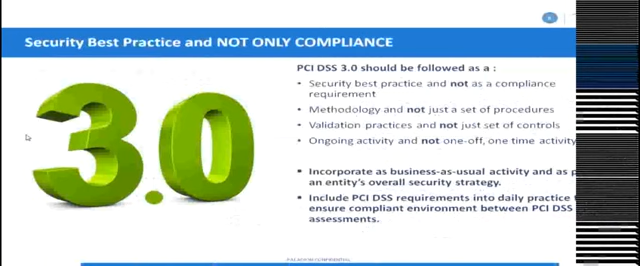 Security Best Practice and NOT ONLY COMPLIANCE
3.0
PCI DSS 3.0 should be followed as a :
• Security best practice and not as a compliance
requirement
• Methodology and not just a set of procedures
• Validation practices and not just set of controls
• Ongoing activity and not one-off, one time activity
• Incorporate as business-as-usual activity and as
an entity's overall security strategy.
• Include PCI DSS requirements into daily practice
ensure compliant environment between PCI DSS
assessments.